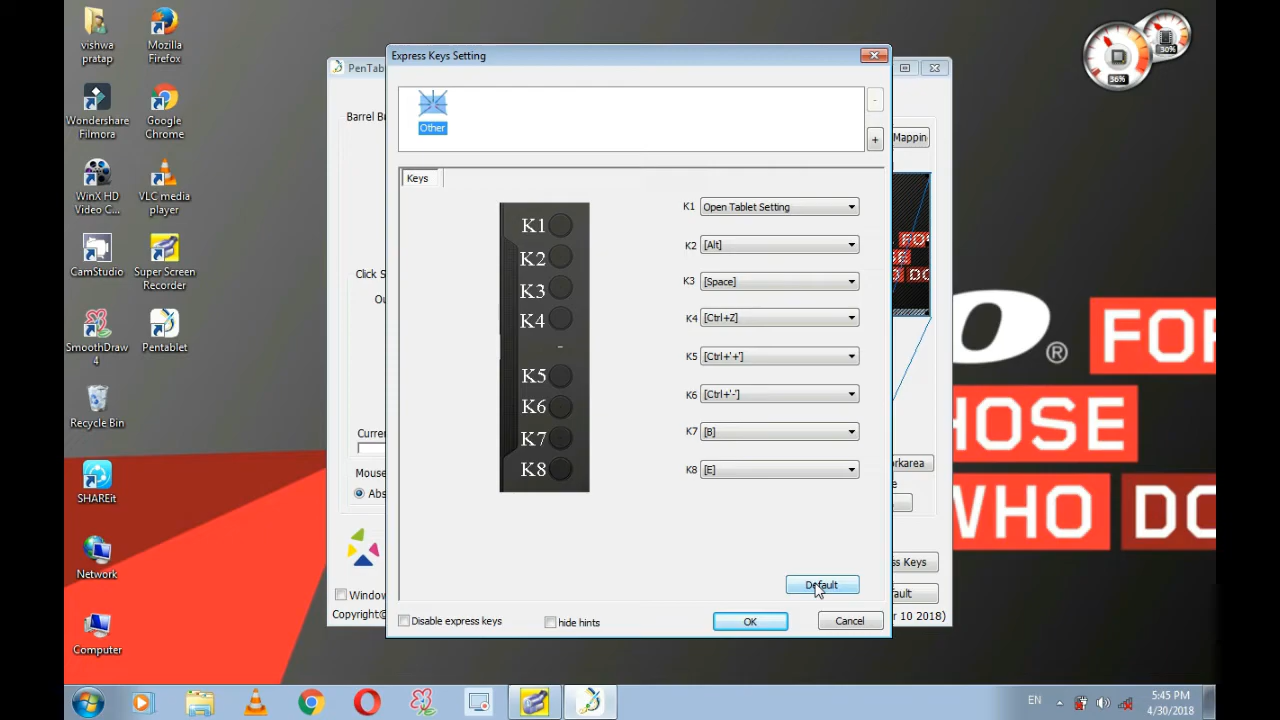 vishwa
pratap
Mozilla
Firefox
Wondershare
Filmora
Google
Chrome
WinX HD
Video C...
VLC media
player
CamStudio
Super Screen
Recorder
SmoothDraw
4
Pentablet
Recycle Bin
SHAREit
Network
Computer
36%
30%
PenTab
Barrel Bu
Click S
Ou
Curren
Mouse
Abs
Window
Copyright©
Mappin
orkarea
e
ss Keys
ault
r 10 2018)
Express Keys Setting
Other
-
+
Keys
K1
K2
K3
K4
K5
K6
K7
K8
K1 Open Tablet Setting
K2 [Alt]
K3 [Space]
K4 [Ctrl+Z]
K5 [Ctrl+'+']
K6 [Ctrl+'-']
K7 [B]
K8 [E]
Default
Disable express keys
hide hints
OK
Cancel
O® FOR
HOSE
WHO DO
EN
5:45 PM
4/30/2018